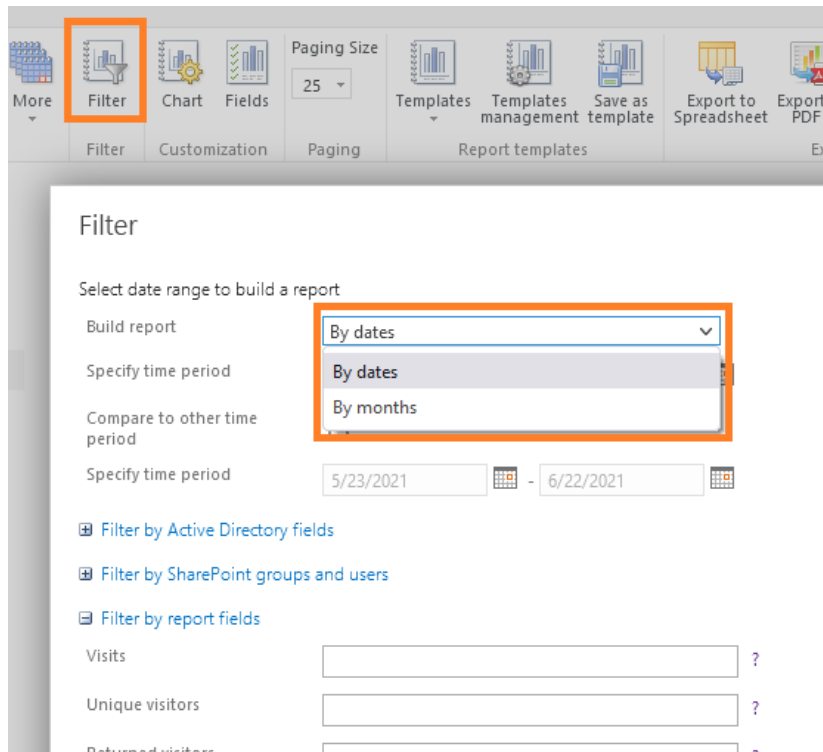 Paging Size
25
More
Filter
Chart
Fields
Templates
Templates
management
Save as
template
Export to
Spreadsheet
Export
PDF
Filter
Customization
Paging
Report templates
Filter
Select date range to build a report
Build report
By dates
Specify time period
By dates
By months
Compare to other time
period
Specify time period
5/23/2021
-
6/22/2021
Filter by Active Directory fields
Filter by SharePoint groups and users
Filter by report fields
Visits
?
Unique visitors
?
Returned visitors